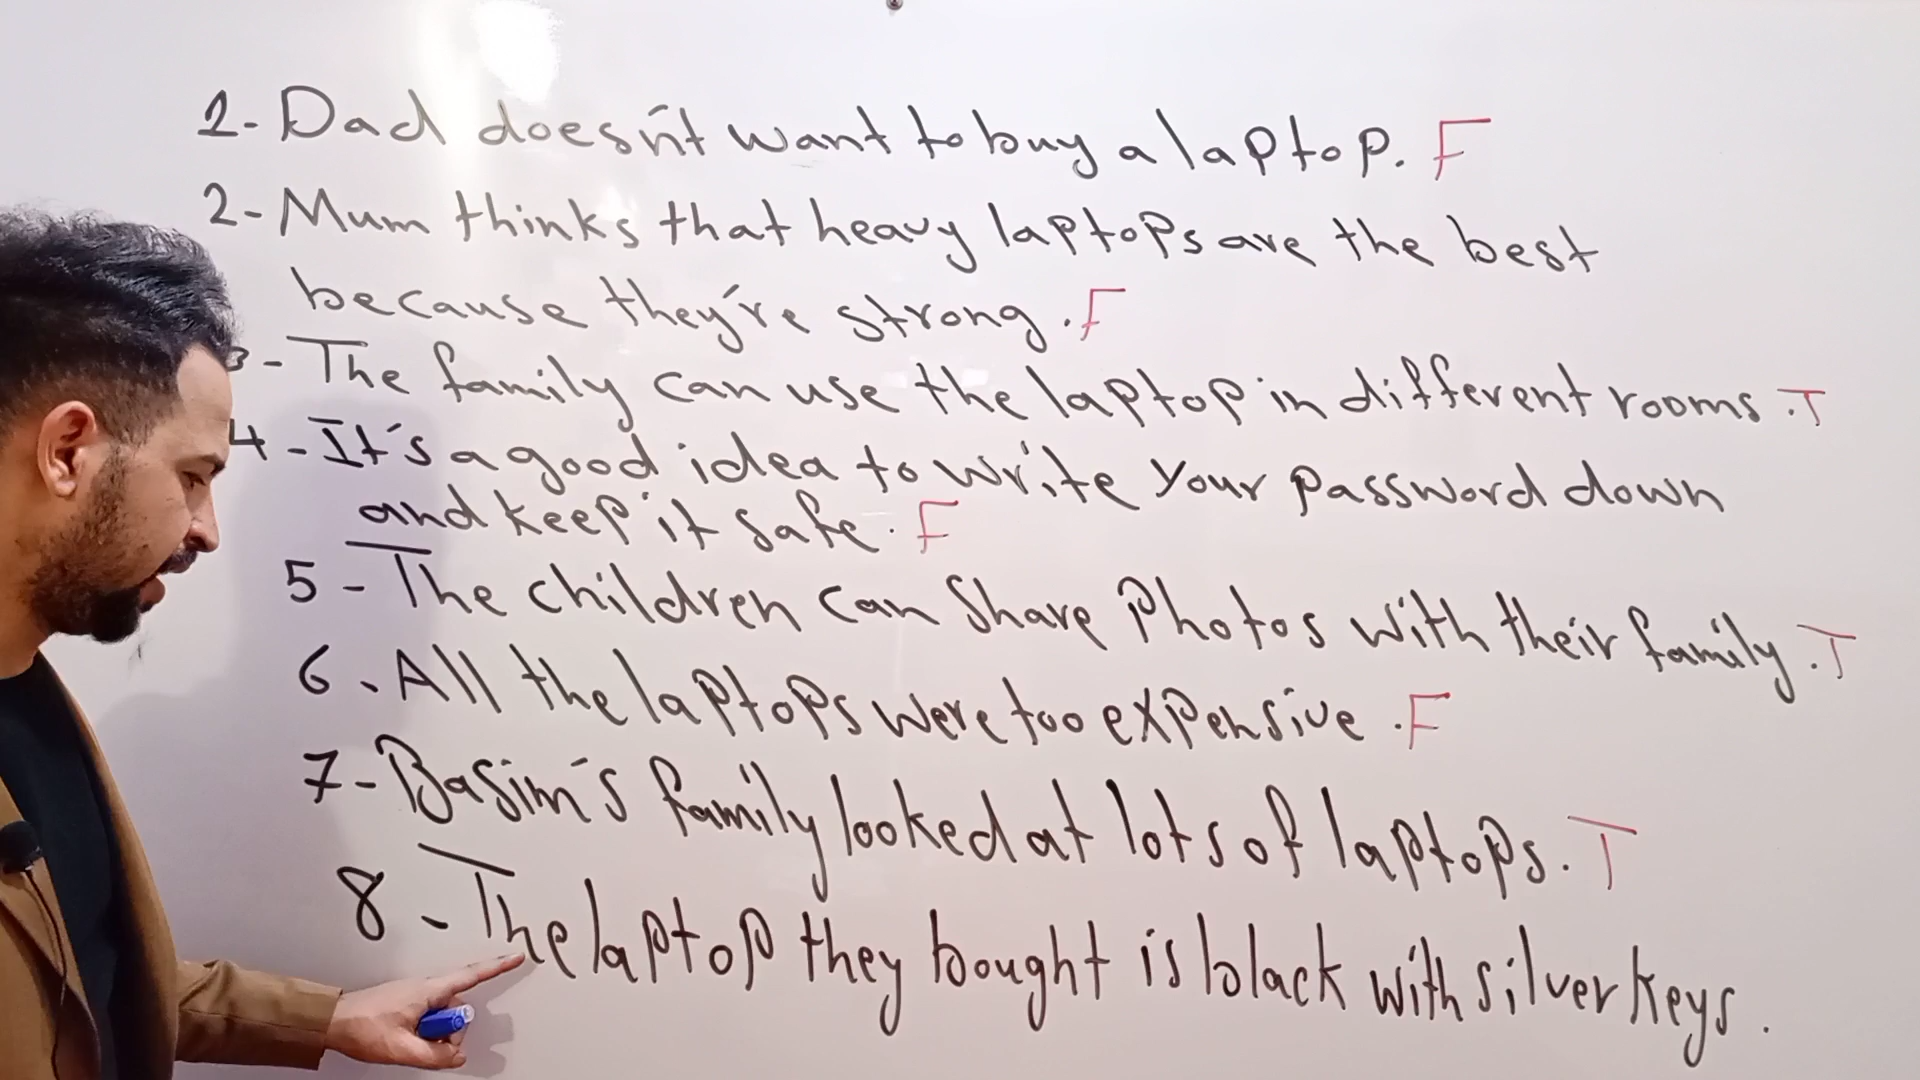 1- Dad doesn't want to buy a laptop. F
2- Mum thinks that heavy laptops are the best
because they're strong. F
3- The family can use the laptop in different rooms. T
4- It's a good idea to write your password down
and keep it safe. F
5- The children can share photos with their family. T
6- All the laptops were too expensive. F
7- Basim's family looked at lots of laptops. T
8- The laptop they bought is black with silver keys.